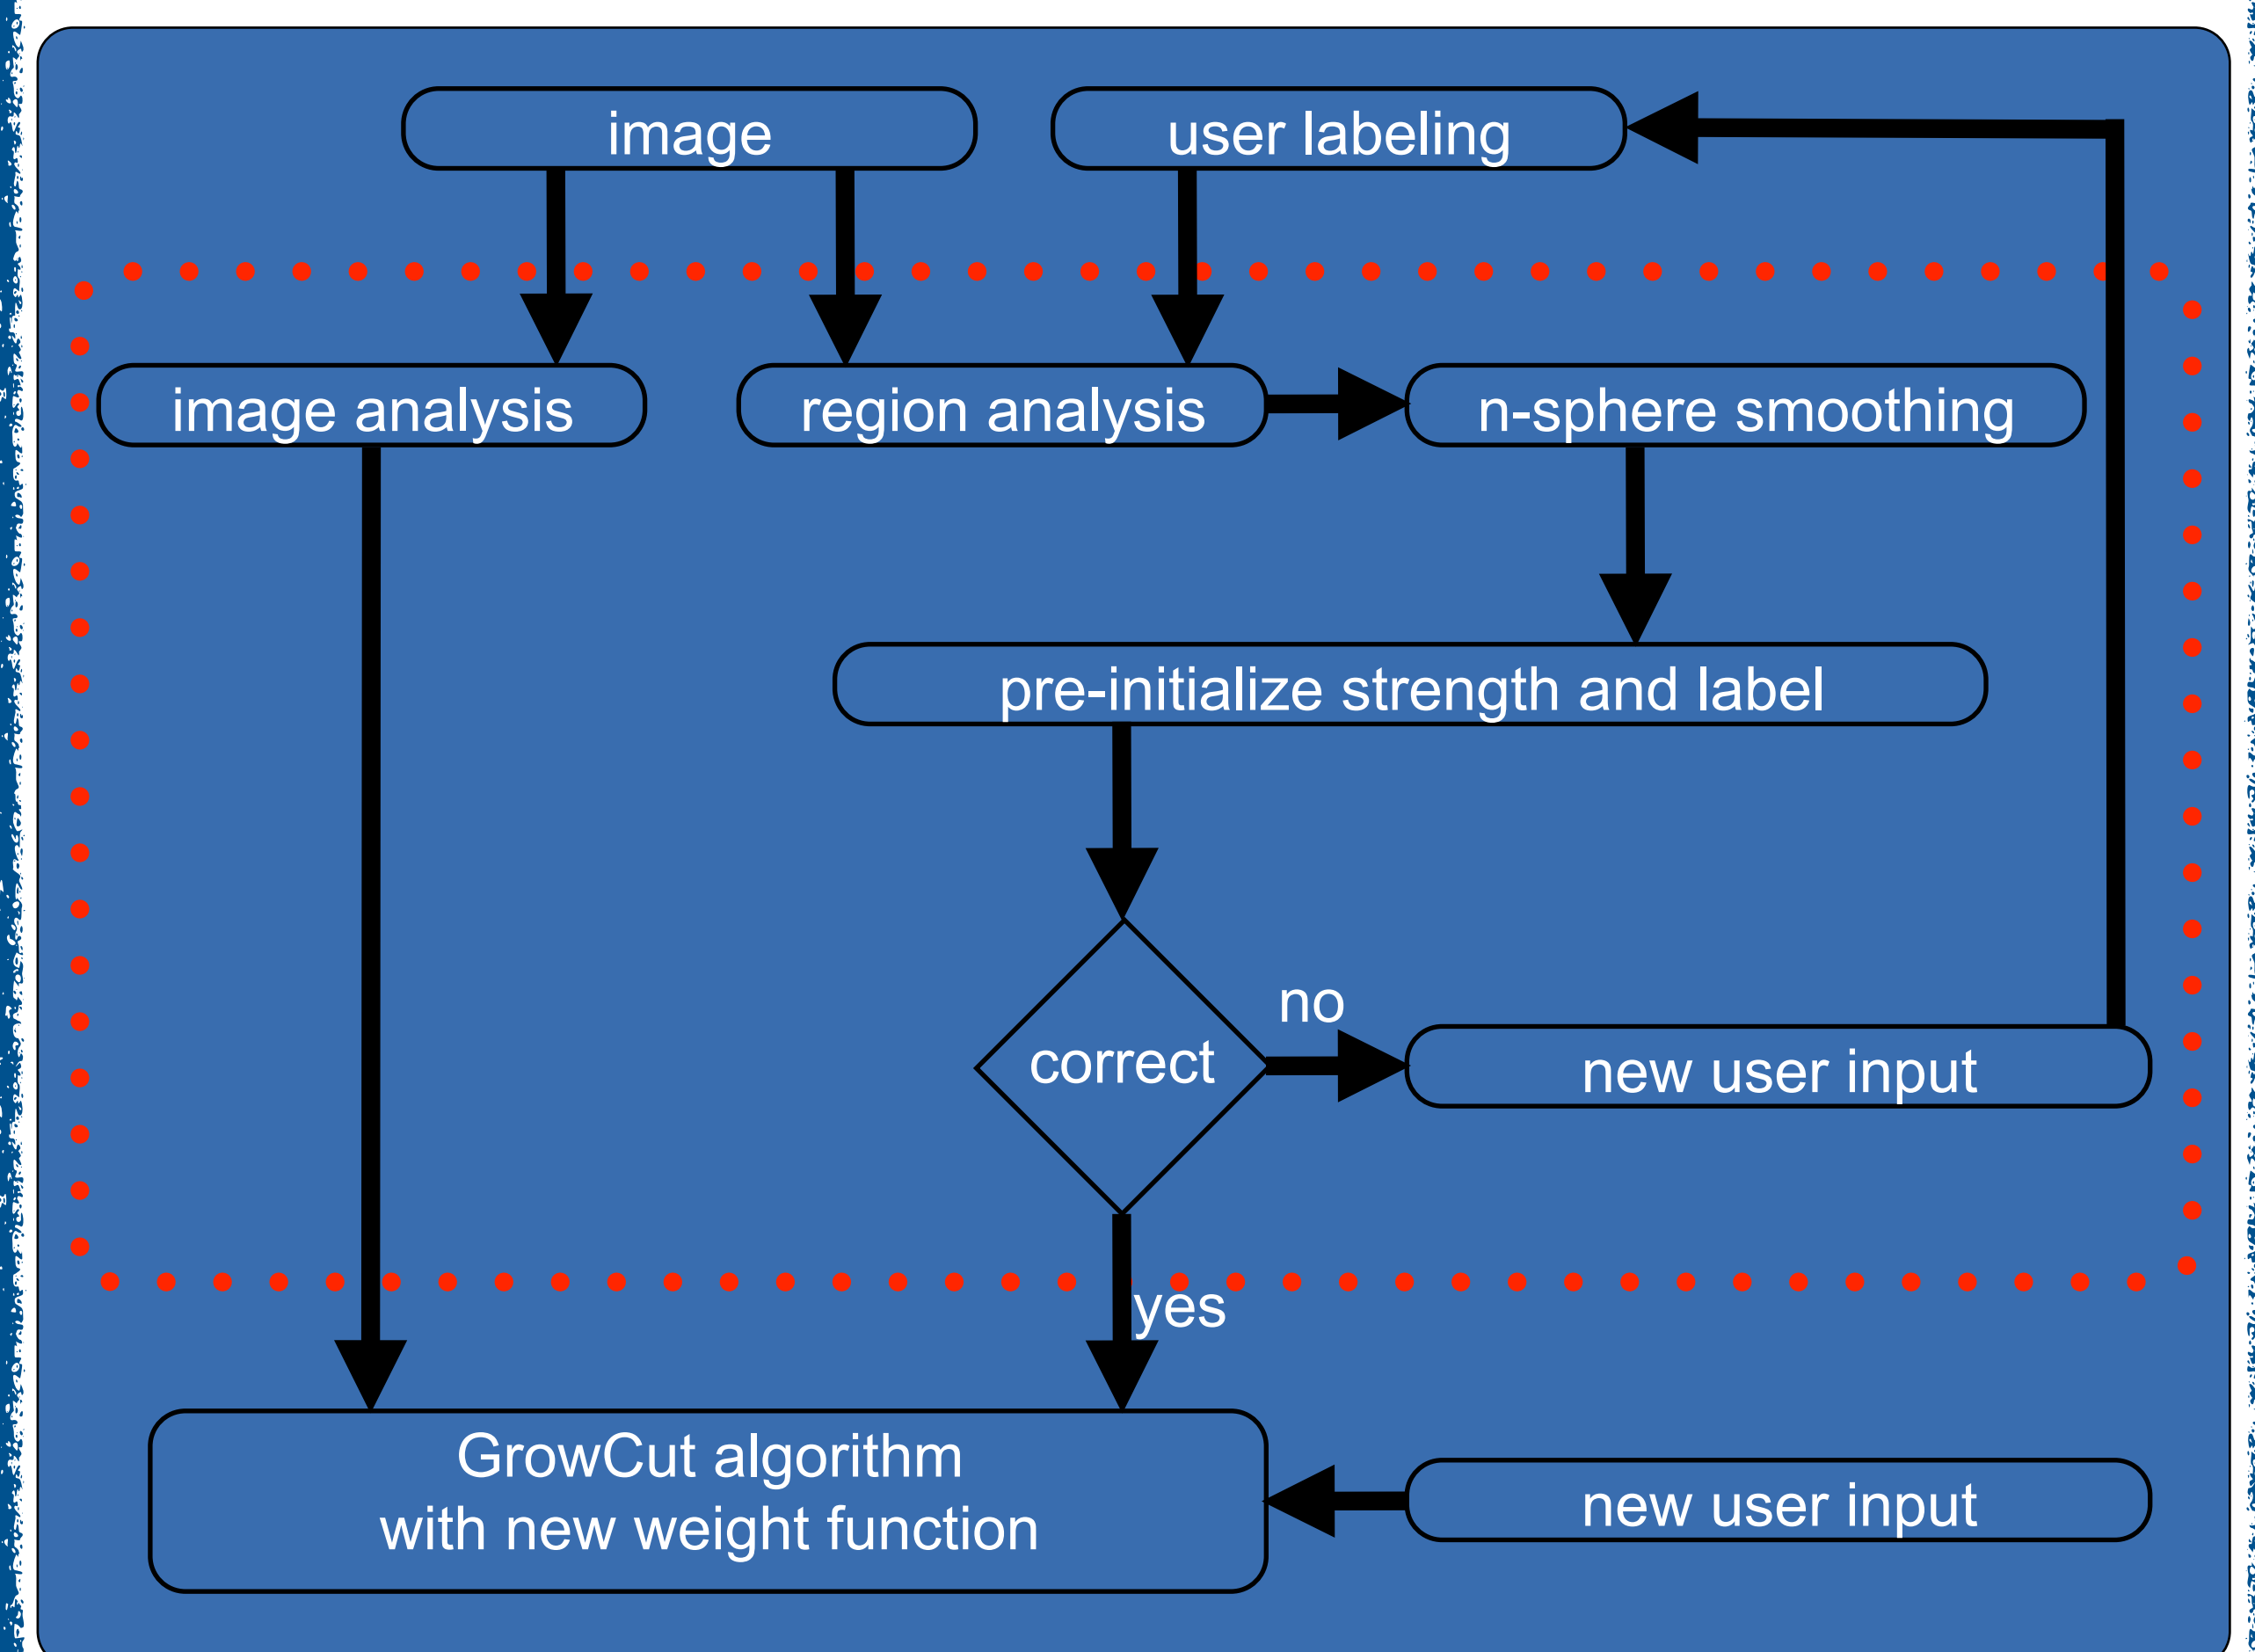 image
user labeling
image analysis
region analysis
n-sphere smoothing
pre-initialize strength and label
no
correct
new user input
yes
GrowCut algorithm
with new weight function
new user input